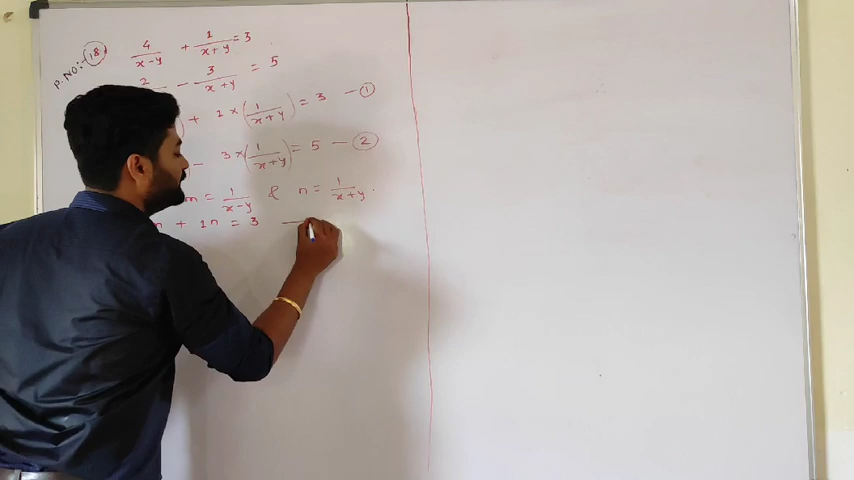 P.NO:- 18
4/(x-y) + 1/(x+y) = 3
2 - 3/(x+y) = 5
) + 1×(1/(x+y)) = 3 — ①
- 3×(1/(x+y)) = 5 — ②
m = 1/(x-y) & n = 1/(x+y).
m + 1n = 3 —